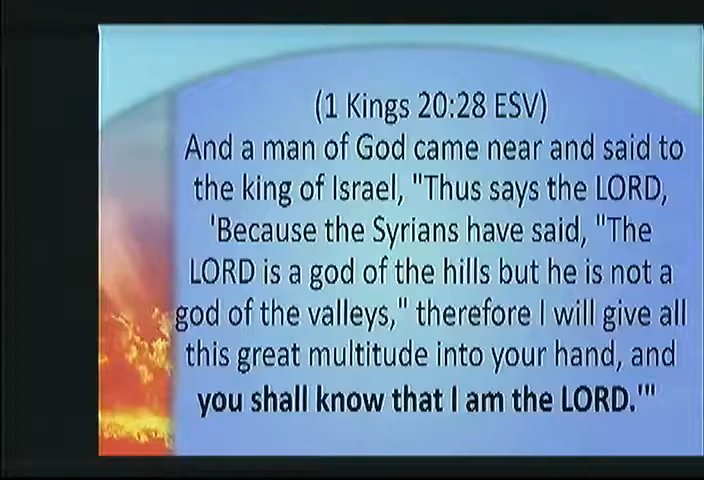 (1 Kings 20:28 ESV)
And a man of God came near and said to
the king of Israel, "Thus says the LORD,
'Because the Syrians have said, "The
LORD is a god of the hills but he is not a
god of the valleys," therefore I will give all
this great multitude into your hand, and
you shall know that I am the LORD.'"